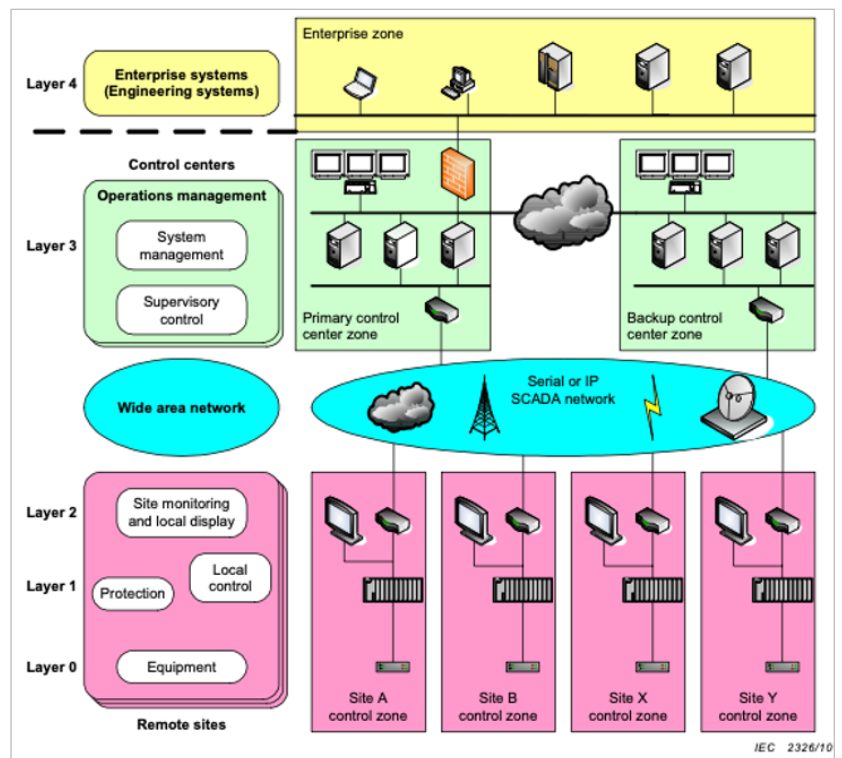 Enterprise zone
Layer 4
Enterprise systems
(Engineering systems)
Control centers
Operations management
Layer 3
System
management
Supervisory
control
Primary control
center zone
Backup control
center zone
Wide area network
Serial or IP
SCADA network
Layer 2
Site monitoring
and local display
Layer 1
Local
control
Protection
Layer 0
Equipment
Remote sites
Site A
control zone
Site B
control zone
Site X
control zone
Site Y
control zone
IEC 2326/10